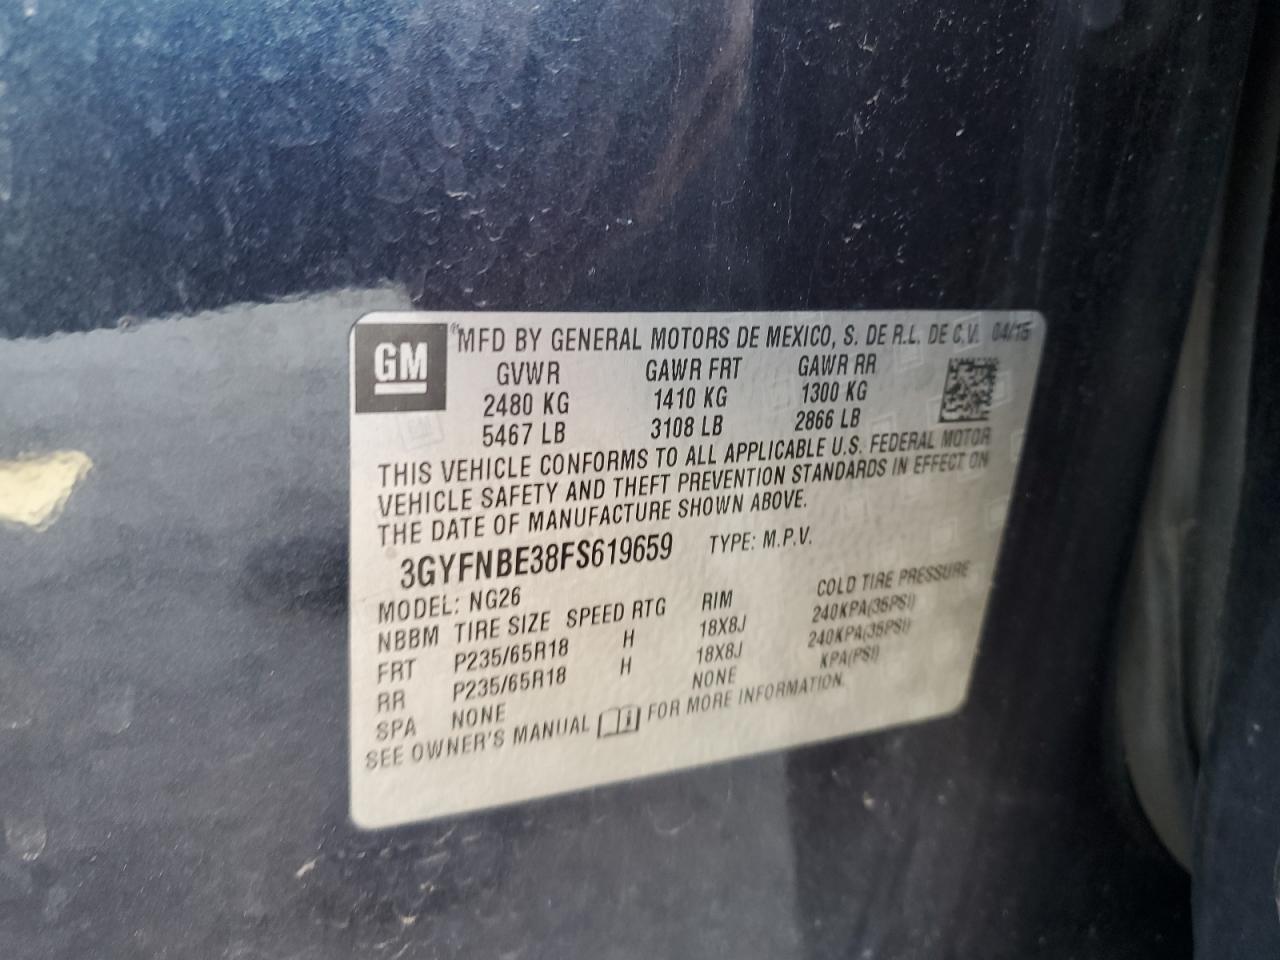 GM
® MFD BY GENERAL MOTORS DE MEXICO, S. DE R.L. DE C.V. 04/15
GVWR GAWR FRT GAWR RR
2480 KG 1410 KG 1300 KG
5467 LB 3108 LB 2866 LB
THIS VEHICLE CONFORMS TO ALL APPLICABLE U.S. FEDERAL MOTOR
VEHICLE SAFETY AND THEFT PREVENTION STANDARDS IN EFFECT ON
THE DATE OF MANUFACTURE SHOWN ABOVE.
3GYFNBE38FS619659 TYPE: M.P.V.
MODEL: NG26
NBBM TIRE SIZE SPEED RTG RIM COLD TIRE PRESSURE
FRT P235/65R18 H 18X8J 240KPA(35PSI)
RR P235/65R18 H 18X8J 240KPA(35PSI)
SPA NONE NONE KPA(PSI)
SEE OWNER'S MANUAL FOR MORE INFORMATION.